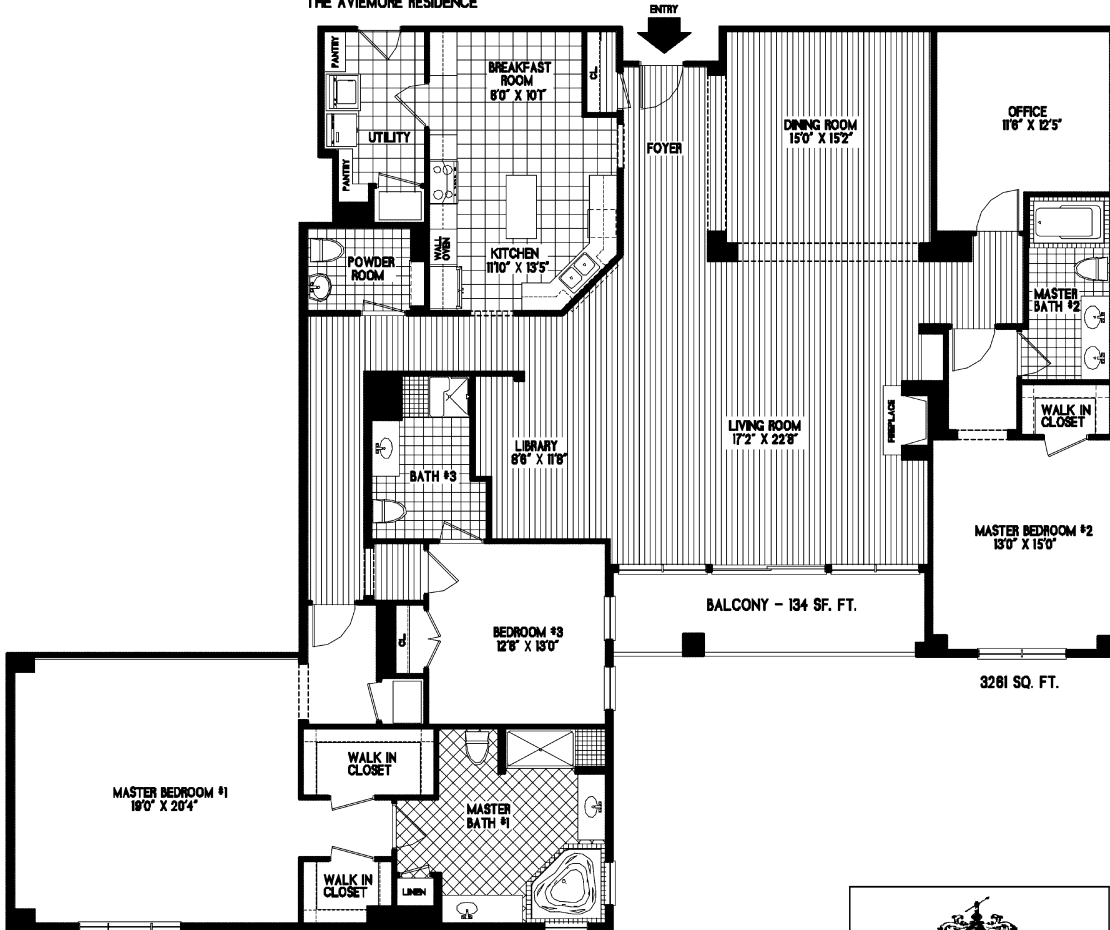 THE AVIEMORE RESIDENCE
ENTRY
PANTRY
BREAKFAST
ROOM
8'0" X 10'1"
CL.
UTILITY
FOYER
DINING ROOM
15'0" X 15'2"
OFFICE
11'6" X 12'5"
PANTRY
WALL
OVEN
KITCHEN
11'10" X 13'5"
POWDER
ROOM
MASTER
BATH #2
WALK IN
CLOSET
FIREPLACE
LIVING ROOM
17'2" X 22'8"
LIBRARY
8'6" X 11'8"
BATH #3
MASTER BEDROOM #2
13'0" X 15'0"
BALCONY - 134 SF. FT.
CL.
BEDROOM #3
12'8" X 13'0"
3261 SQ. FT.
WALK IN
CLOSET
MASTER BEDROOM #1
19'0" X 20'4"
MASTER
BATH #1
WALK IN
CLOSET
LINEN